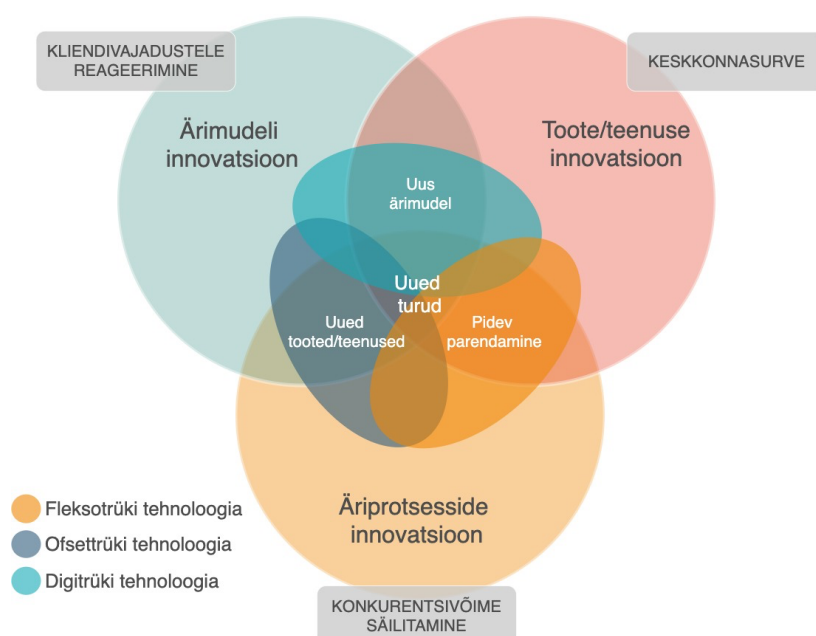 KLIENDIVAJADUSTELE
REAGEERIMINE
KESKKONNASURVE
Ärimudeli
innovatsioon
Toote/teenuse
innovatsioon
Uus
ärimudel
Uued
turud
Uued
tooted/teenused
Pidev
parendamine
Äriprotsesside
innovatsioon
Fleksotrüki tehnoloogia
Ofsettrüki tehnoloogia
Digitrüki tehnoloogia
KONKURENTSIVÕIME
SÄILITAMINE